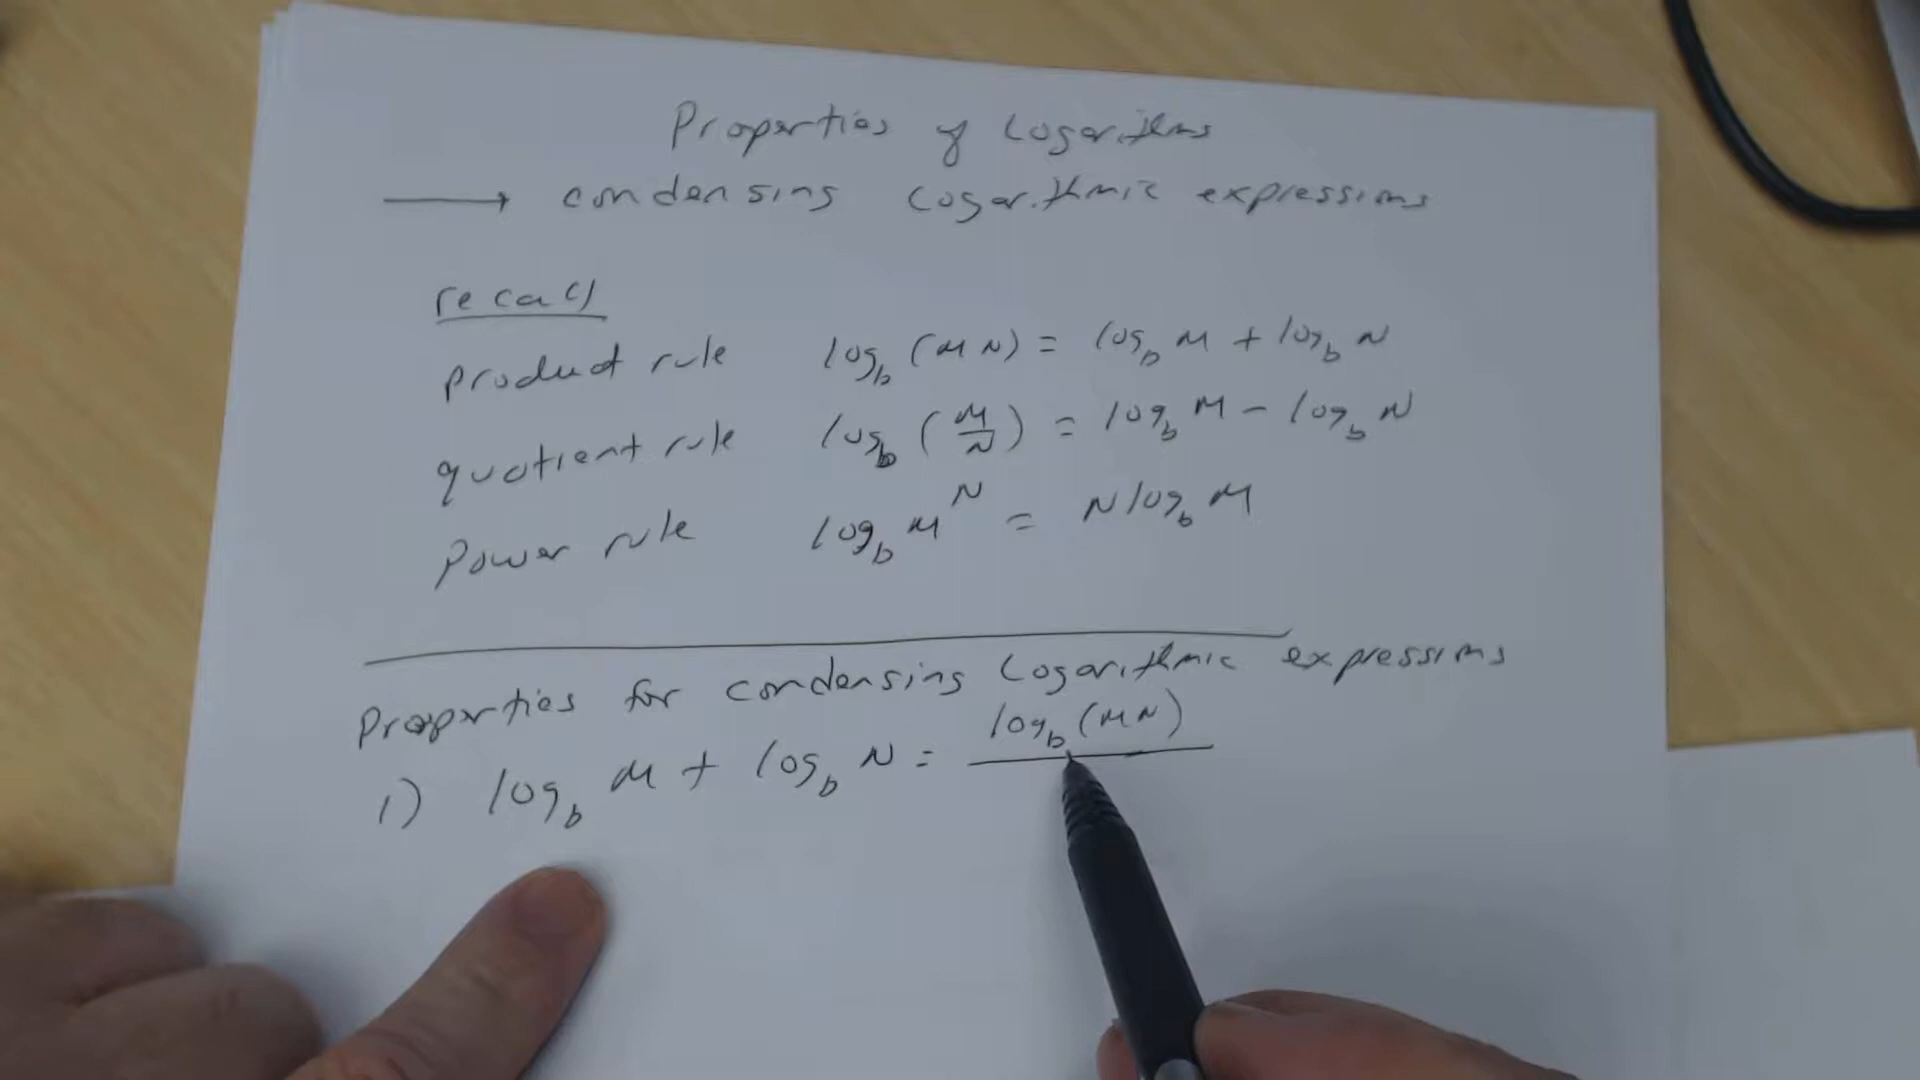 Properties of Logarithms
→ condensing logarithmic expressions
recall
product rule log_b (MN) = log_b M + log_b N
quotient rule log_b (M/N) = log_b M - log_b N
Power rule log_b M^N = N log_b M
Properties for condensing Logarithmic expressions
1) log_b M + log_b N = log_b (MN)